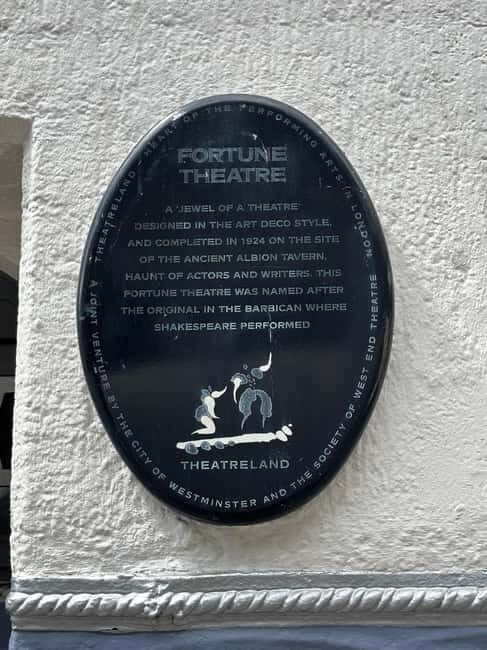 THEATRELAND HEART OF THE PERFORMING ARTS IN LONDON
FORTUNE
THEATRE
A 'JEWEL OF A THEATRE'
DESIGNED IN THE ART DECO STYLE,
AND COMPLETED IN 1924 ON THE SITE
OF THE ANCIENT ALBION TAVERN,
HAUNT OF ACTORS AND WRITERS. THIS
FORTUNE THEATRE WAS NAMED AFTER
THE ORIGINAL IN THE BARBICAN WHERE
SHAKESPEARE PERFORMED
THEATRELAND
A JOINT VENTURE BY THE CITY OF WESTMINSTER AND THE SOCIETY OF WEST END THEATRE